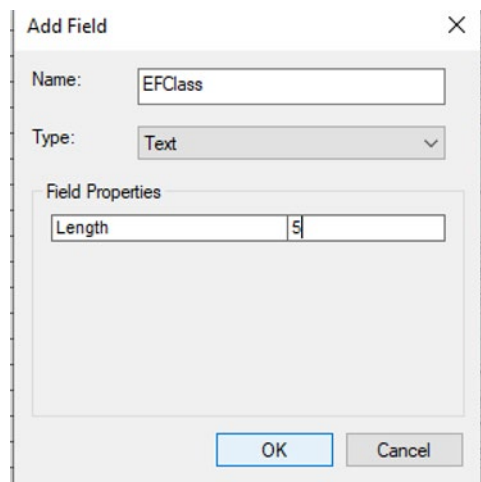 Add Field
Name: EFClass
Type: Text
Field Properties
Length 5
OK Cancel